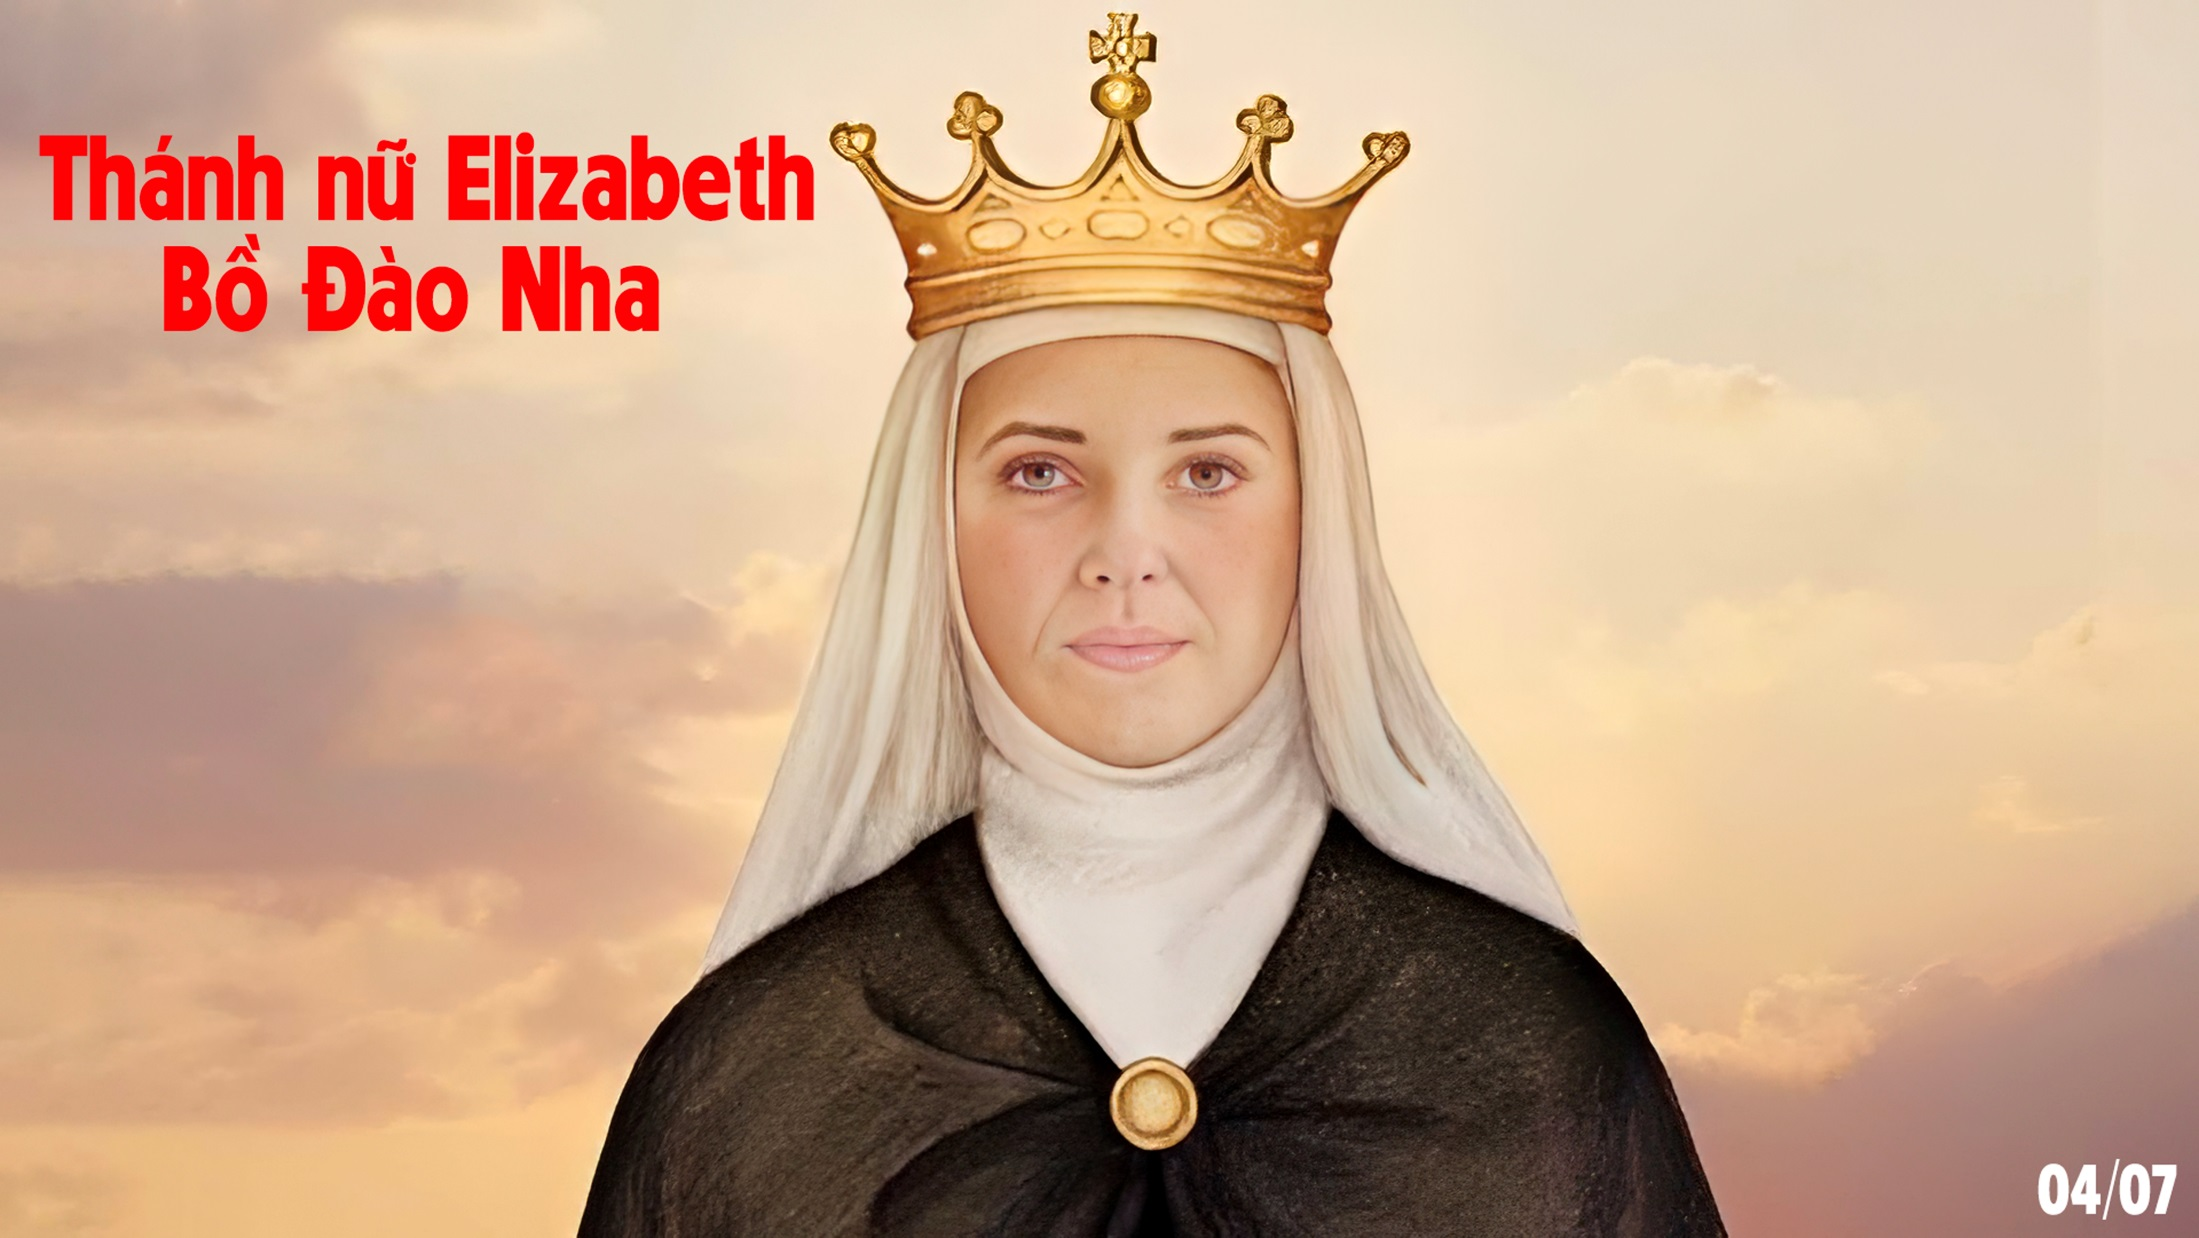 Thánh nữ Elizabeth
Bồ Đào Nha
04/07